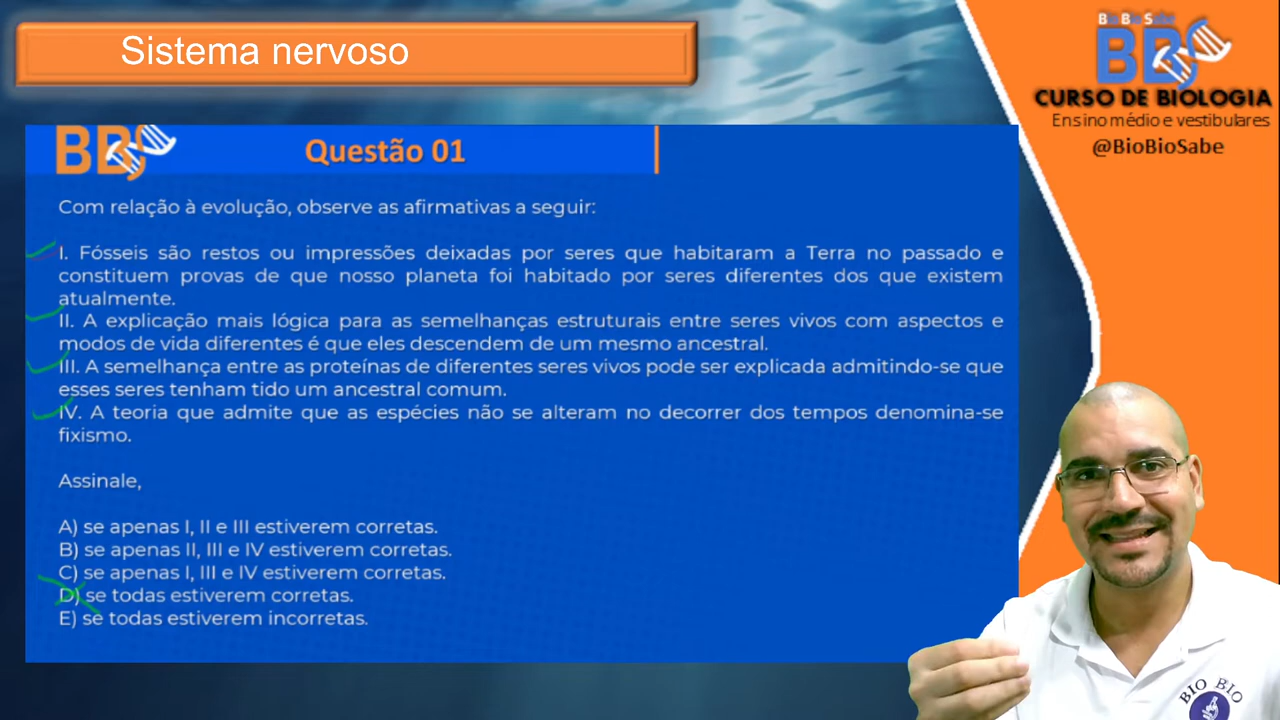 Sistema nervoso
Bio Bio Sabe
BBS
CURSO DE BIOLOGIA
Ensino médio e vestibulares
@BioBioSabe
BBS
Questão 01
Com relação à evolução, observe as afirmativas a seguir:
I. Fósseis são restos ou impressões deixadas por seres que habitaram a Terra no passado e
constituem provas de que nosso planeta foi habitado por seres diferentes dos que existem
atualmente.
II. A explicação mais lógica para as semelhanças estruturais entre seres vivos com aspectos e
modos de vida diferentes é que eles descendem de um mesmo ancestral.
III. A semelhança entre as proteínas de diferentes seres vivos pode ser explicada admitindo-se que
esses seres tenham tido um ancestral comum.
IV. A teoria que admite que as espécies não se alteram no decorrer dos tempos denomina-se
fixismo.
Assinale,
A) se apenas I, II e III estiverem corretas.
B) se apenas II, III e IV estiverem corretas.
C) se apenas I, III e IV estiverem corretas.
D) se todas estiverem corretas.
E) se todas estiverem incorretas.
BIO BIO